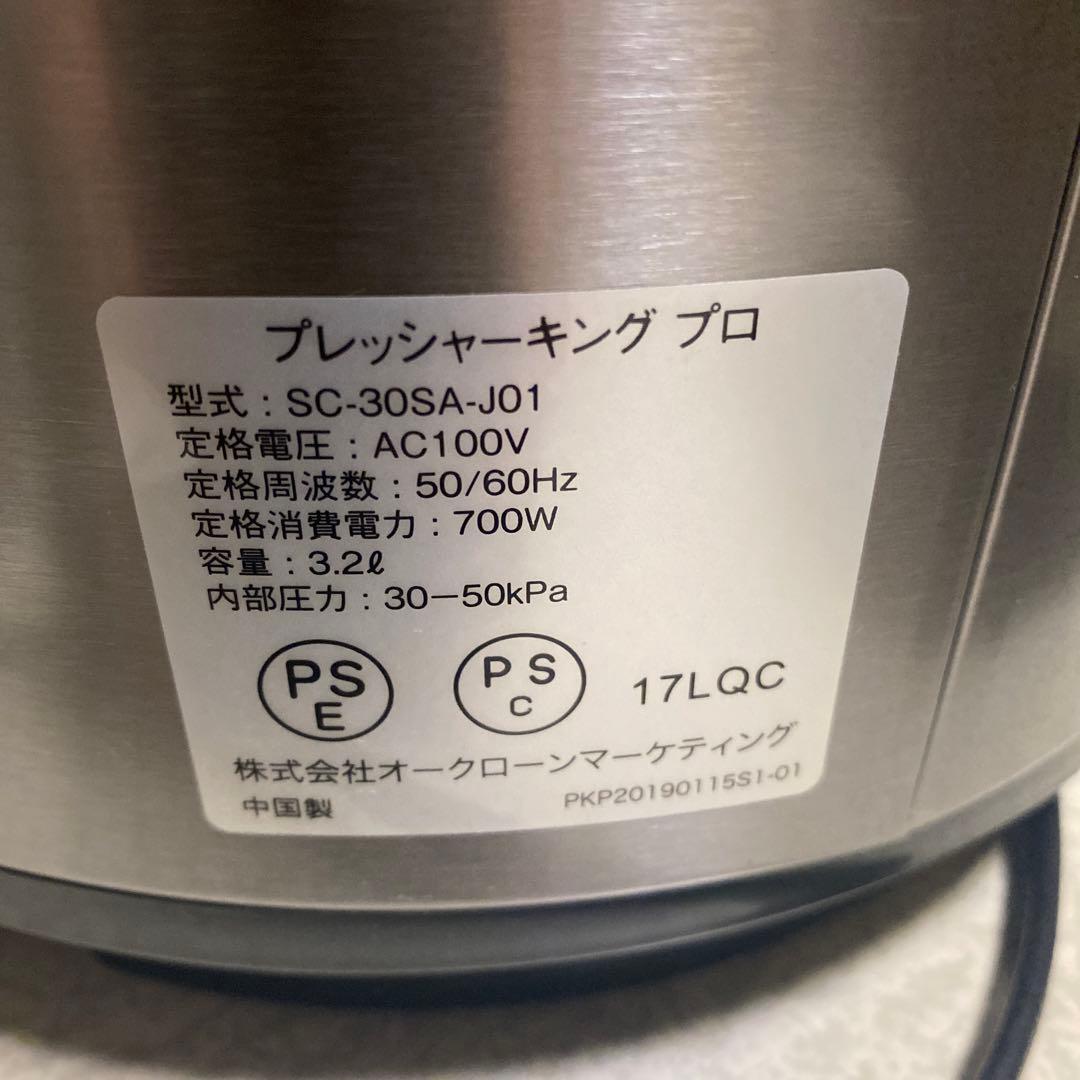 プレッシャーキング プロ
型式：SC-30SA-J01
定格電圧：AC100V
定格周波数：50/60Hz
定格消費電力：700W
容量：3.2ℓ
内部圧力：30−50kPa
PS
E
PS
C
17LQC
株式会社オークローンマーケティング
中国製
PKP20190115S1-01